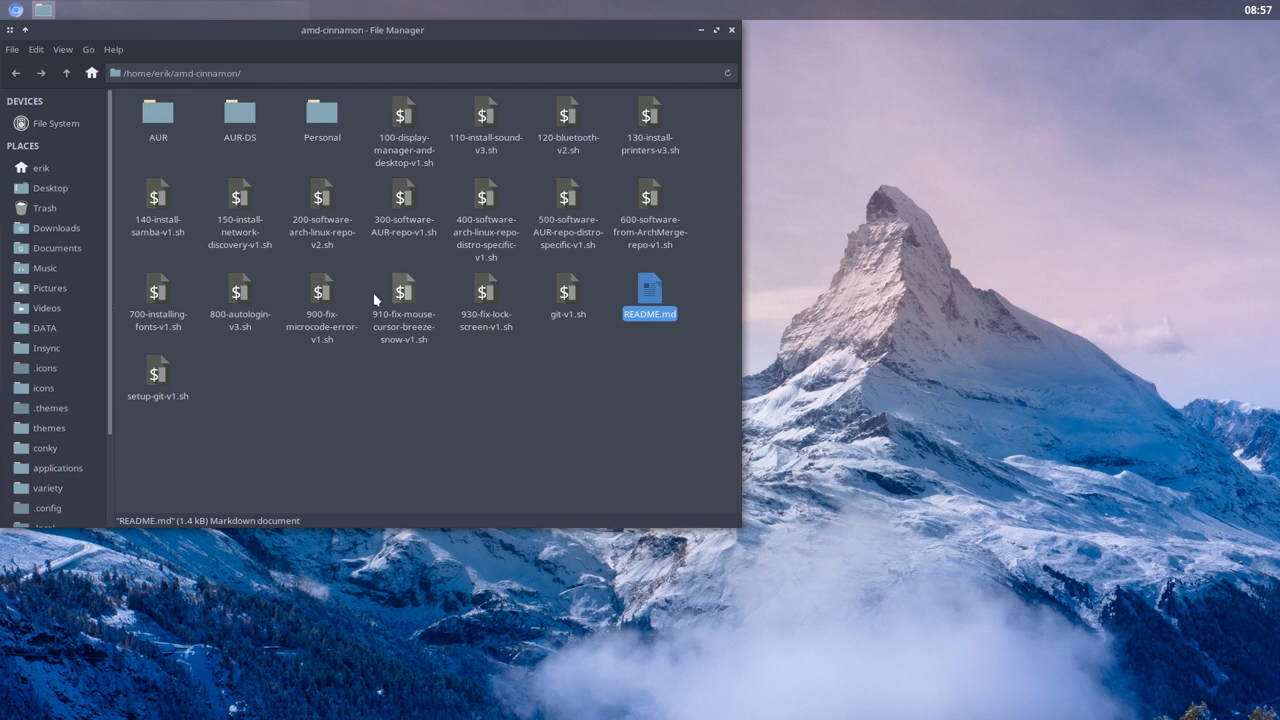 08:57
amd-cinnamon - File Manager
File Edit View Go Help
/home/erik/amd-cinnamon/
DEVICES
File System
PLACES
erik
Desktop
Trash
Downloads
Documents
Music
Pictures
Videos
DATA
Insync
.icons
icons
.themes
themes
conky
applications
variety
.config
AUR
AUR-DS
Personal
100-display-
manager-and-
desktop-v1.sh
110-install-sound-
v3.sh
120-bluetooth-
v2.sh
130-install-
printers-v3.sh
140-install-
samba-v1.sh
150-install-
network-
discovery-v1.sh
200-software-
arch-linux-repo-
v2.sh
300-software-
AUR-repo-v1.sh
400-software-
arch-linux-repo-
distro-specific-
v1.sh
500-software-
AUR-repo-distro-
specific-v1.sh
600-software-
from-ArchMerge-
repo-v1.sh
700-installing-
fonts-v1.sh
800-autologin-
v3.sh
900-fix-
microcode-error-
v1.sh
910-fix-mouse-
cursor-breeze-
snow-v1.sh
930-fix-lock-
screen-v1.sh
git-v1.sh
README.md
setup-git-v1.sh
"README.md" (1.4 kB) Markdown document